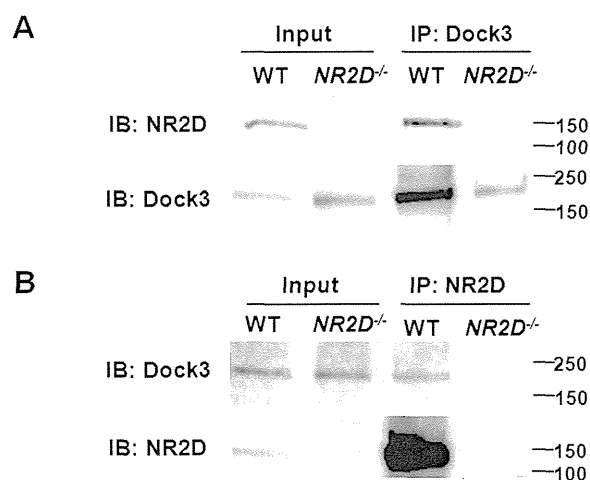 A
Input IP: Dock3
WT NR2D-/- WT NR2D-/-
IB: NR2D
150
100
IB: Dock3
250
150
B
Input IP: NR2D
WT NR2D-/- WT NR2D-/-
IB: Dock3
250
150
IB: NR2D
150
100